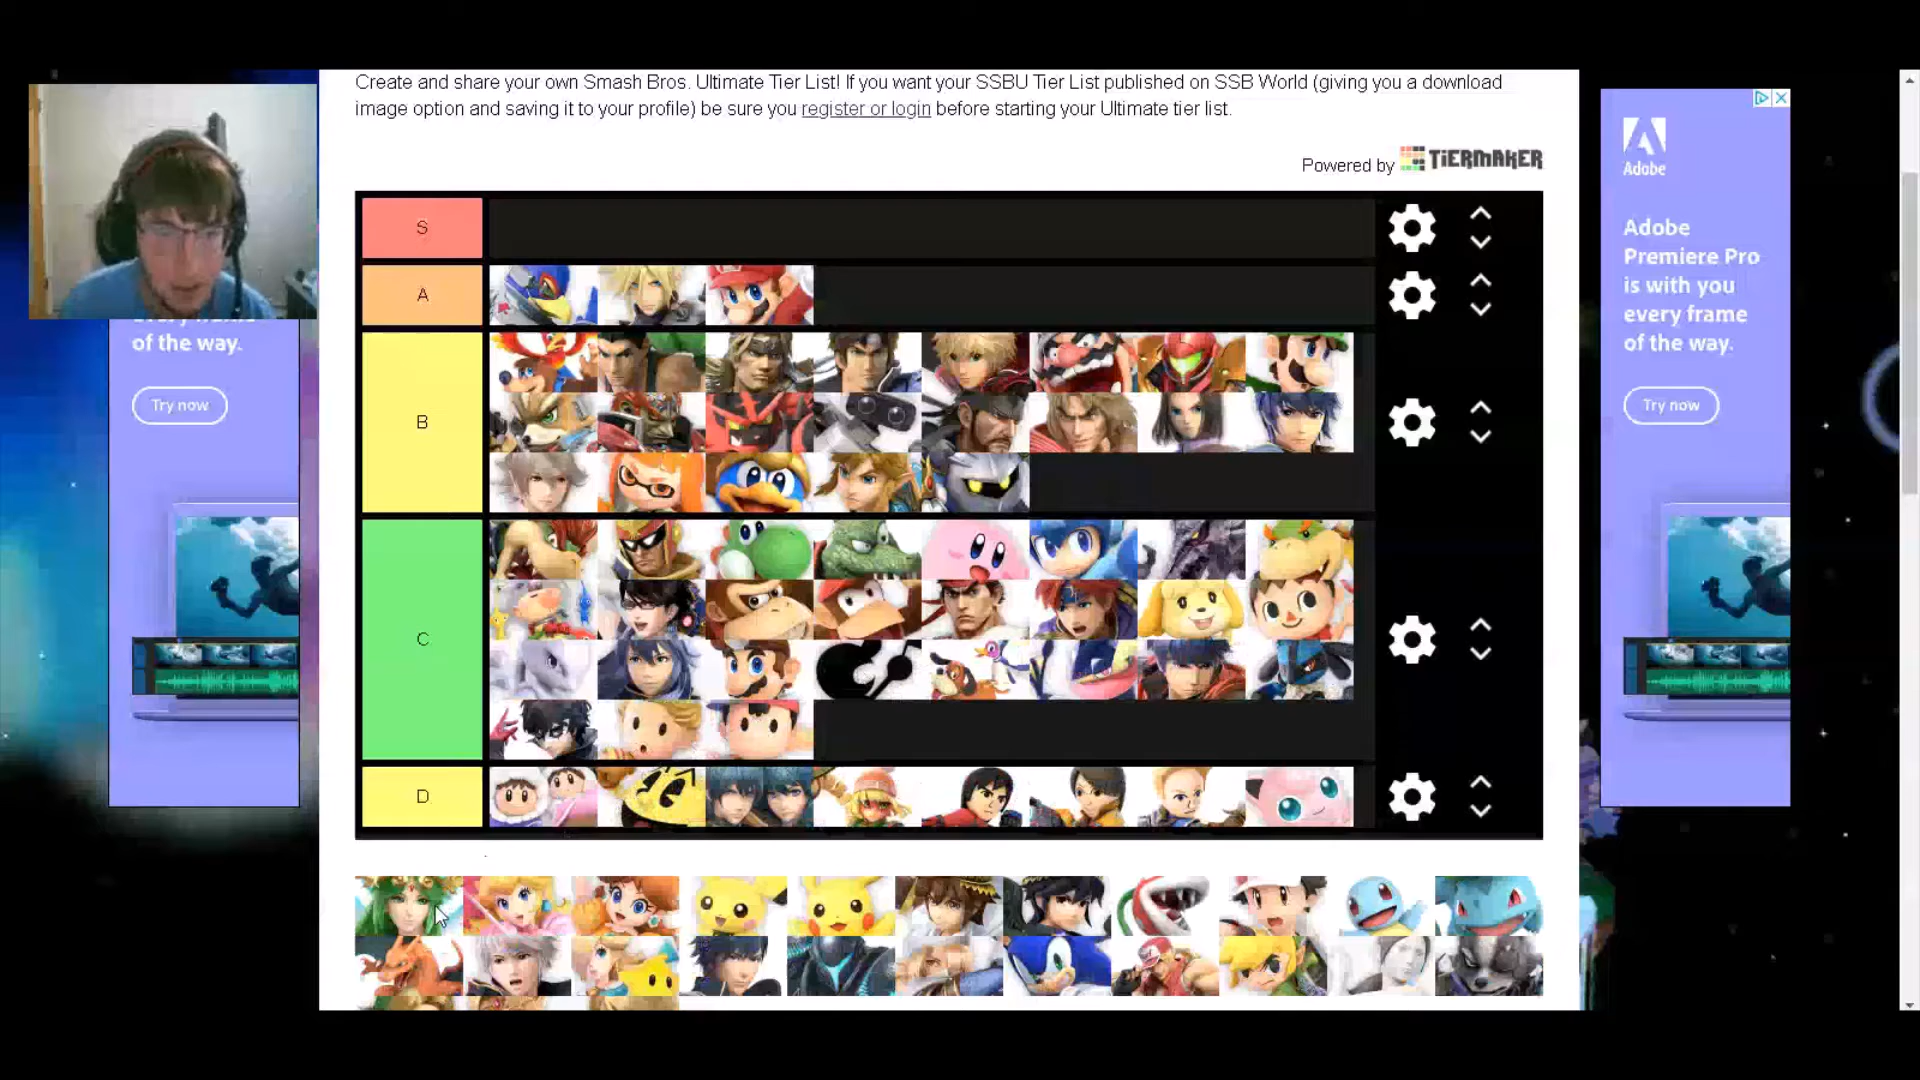 Create and share your own Smash Bros. Ultimate Tier List! If you want your SSBU Tier List published on SSB World (giving you a download
image option and saving it to your profile) be sure you register or login before starting your Ultimate tier list.
Powered by TiERMAKER
S
A
B
C
D
of the way.
Try now
Adobe
Adobe
Premiere Pro
is with you
every frame
of the way.
Try now